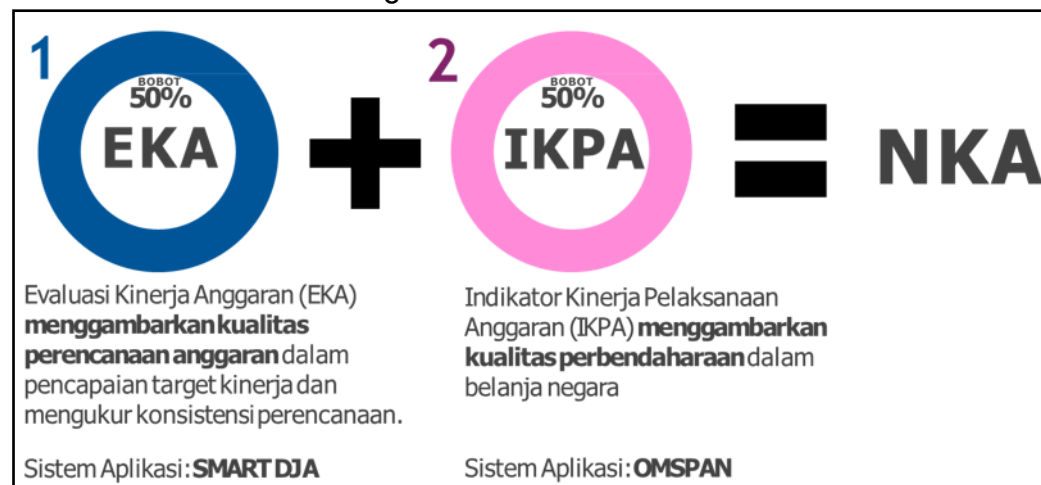 1
BOBOT
50%
EKA
2
BOBOT
50%
IKPA
NKA
Evaluasi Kinerja Anggaran (EKA)
menggambarkan kualitas
perencanaan anggaran dalam
pencapaian target kinerja dan
mengukur konsistensi perencanaan.
Sistem Aplikasi: SMART DJA
Indikator Kinerja Pelaksanaan
Anggaran (IKPA) menggambarkan
kualitas perbendaharaan dalam
belanja negara
Sistem Aplikasi: OMSPAN